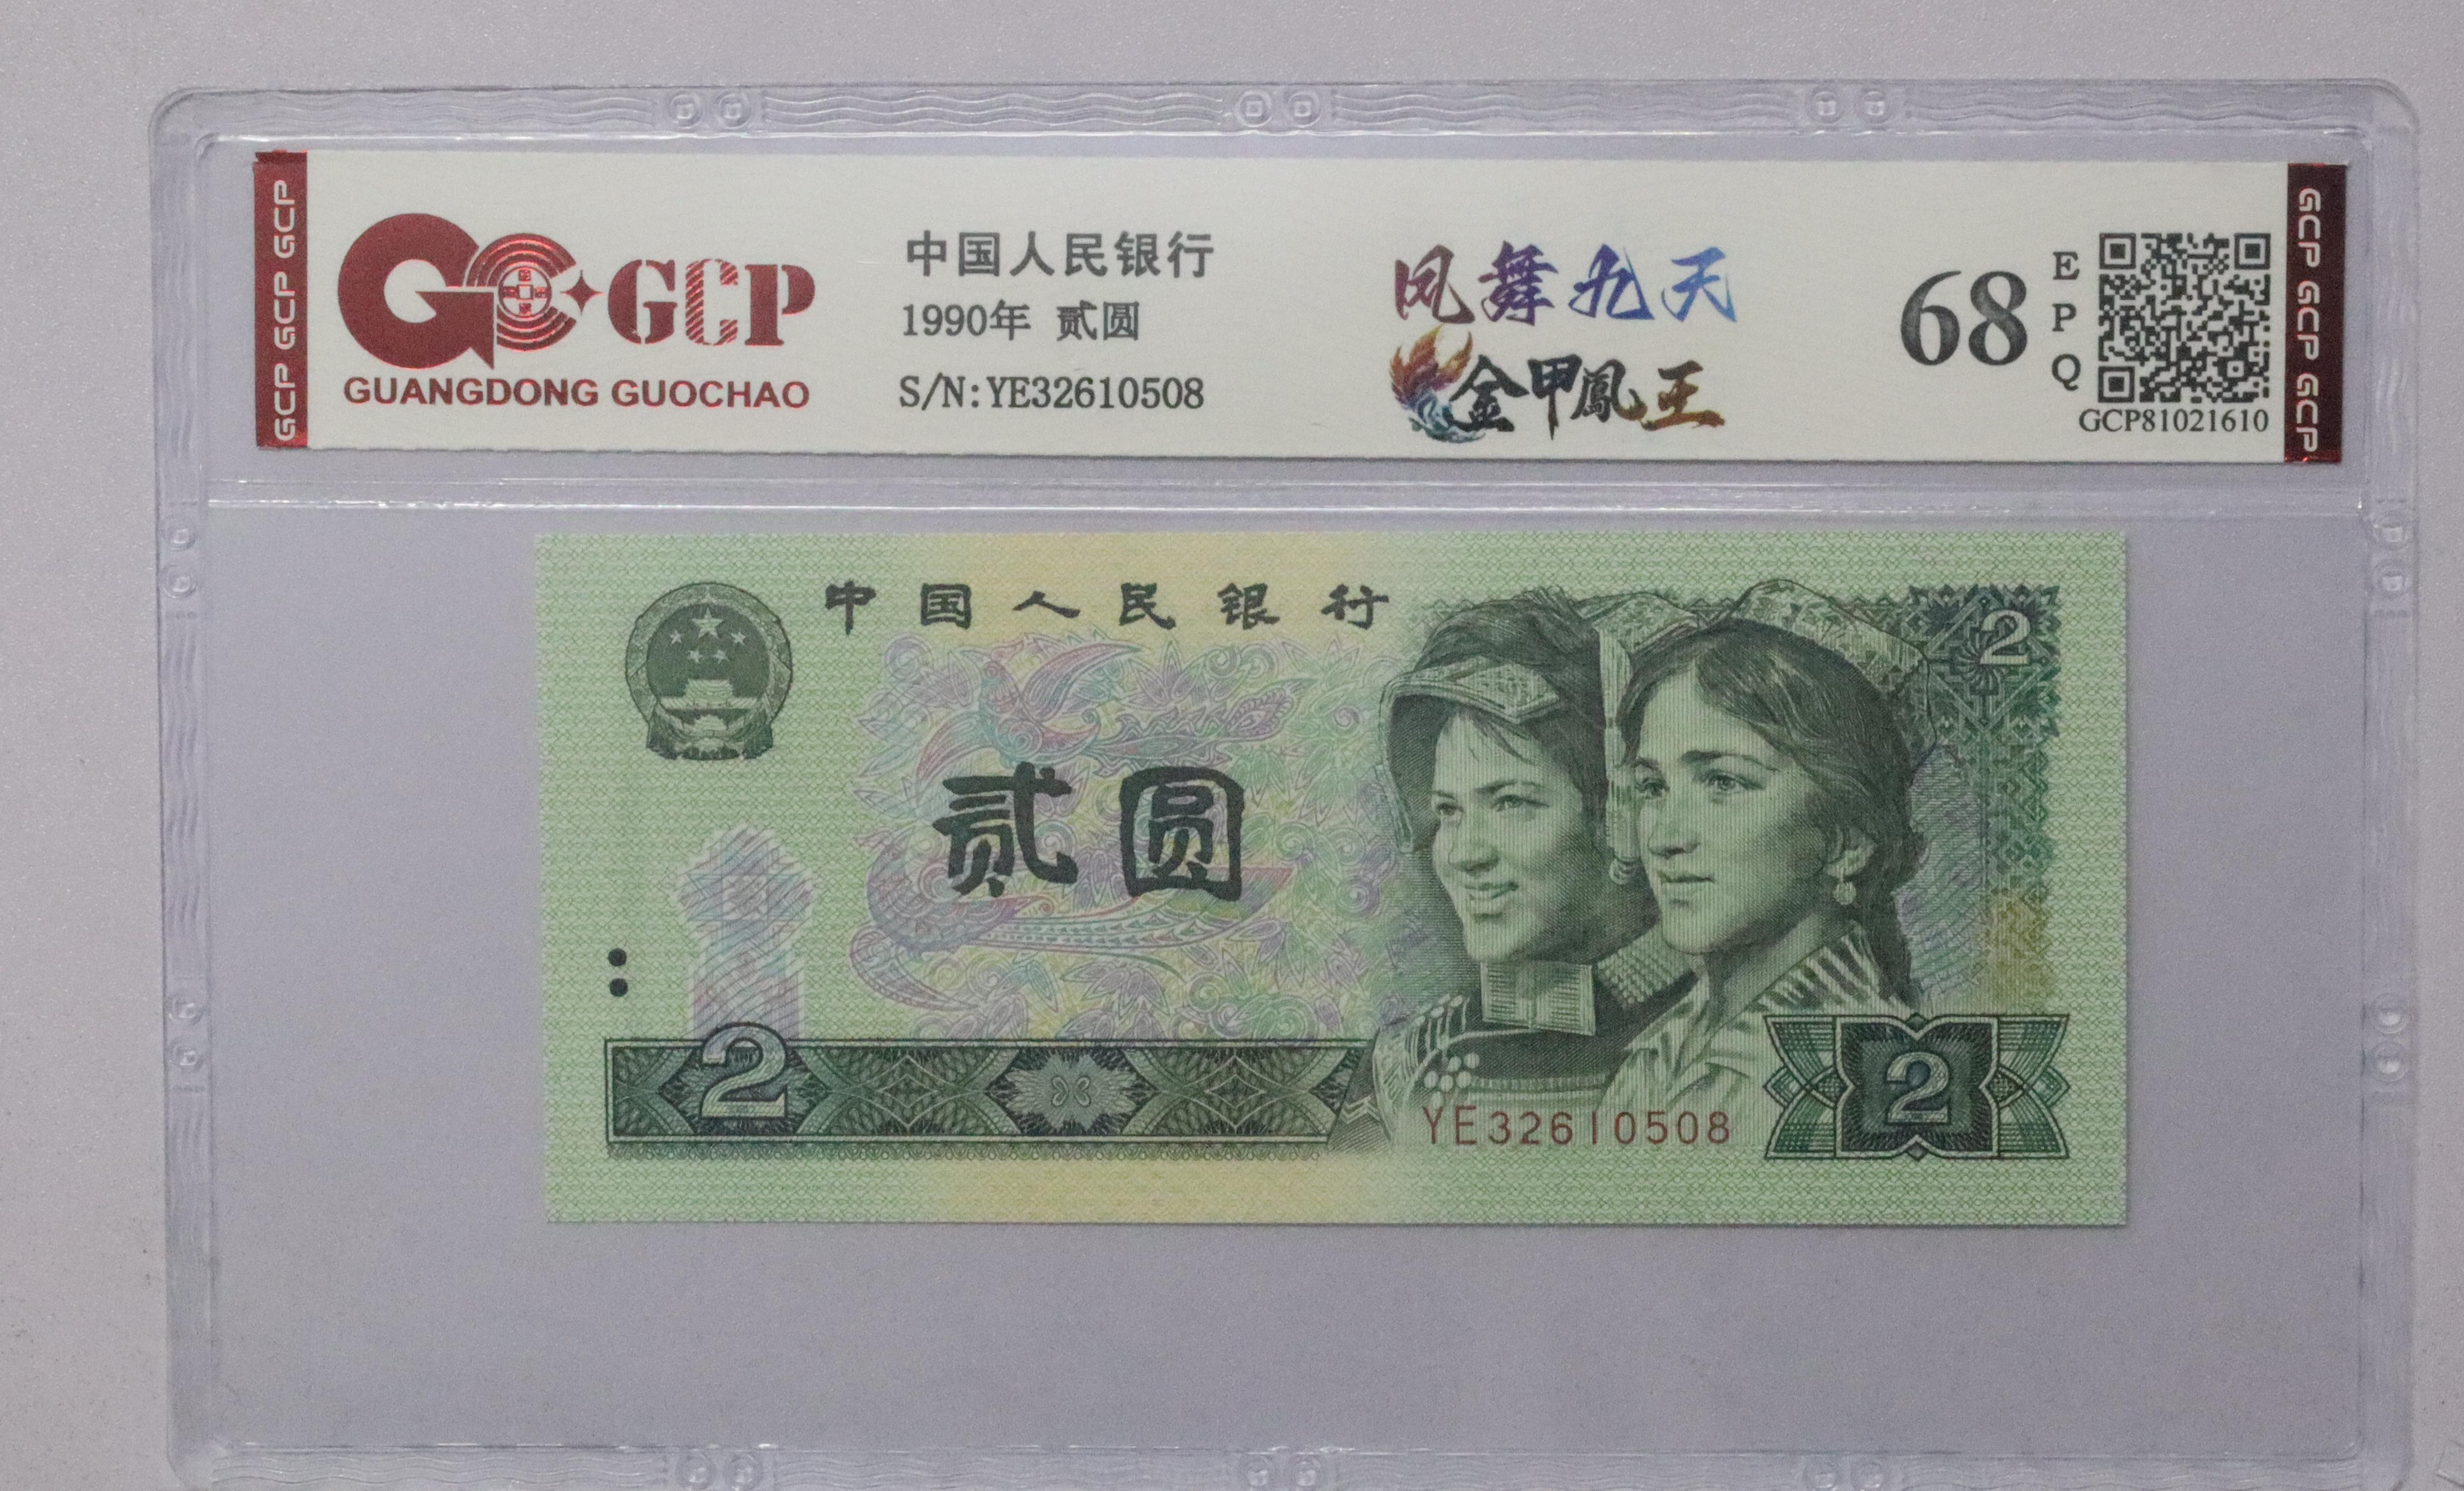 GCP GCP GCP
GCP
GUANGDONG GUOCHAO
中国人民银行
1990年 贰圆
S/N:YE32610508
凤舞九天
金甲鳳王
68
EPQ
GCP81021610
GCP GCP GCP
中国人民银行
2
贰圆
2
YE32610508
2